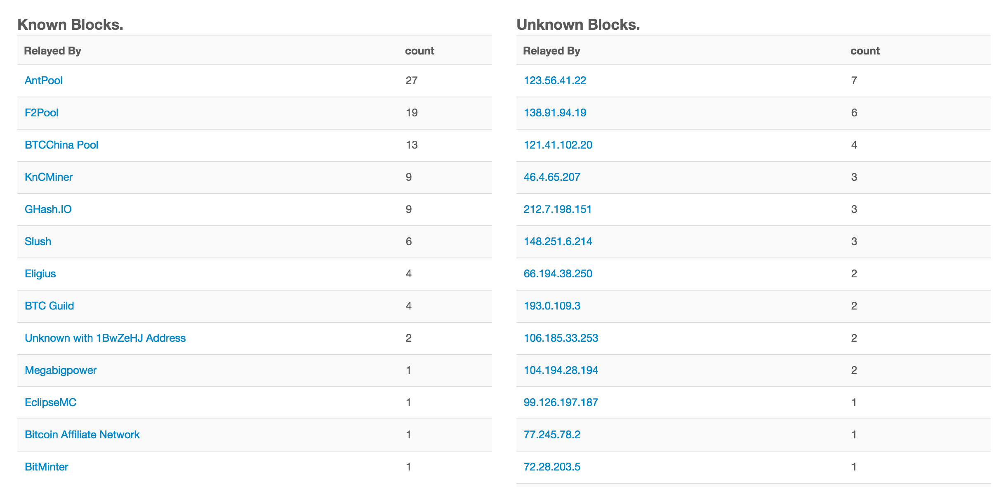 Known Blocks.
Relayed By count
AntPool 27
F2Pool 19
BTCChina Pool 13
KnCMiner 9
GHash.IO 9
Slush 6
Eligius 4
BTC Guild 4
Unknown with 1BwZeHJ Address 2
Megabigpower 1
EclipseMC 1
Bitcoin Affiliate Network 1
BitMinter 1
Unknown Blocks.
Relayed By count
123.56.41.22 7
138.91.94.19 6
121.41.102.20 4
46.4.65.207 3
212.7.198.151 3
148.251.6.214 3
66.194.38.250 2
193.0.109.3 2
106.185.33.253 2
104.194.28.194 2
99.126.197.187 1
77.245.78.2 1
72.28.203.5 1